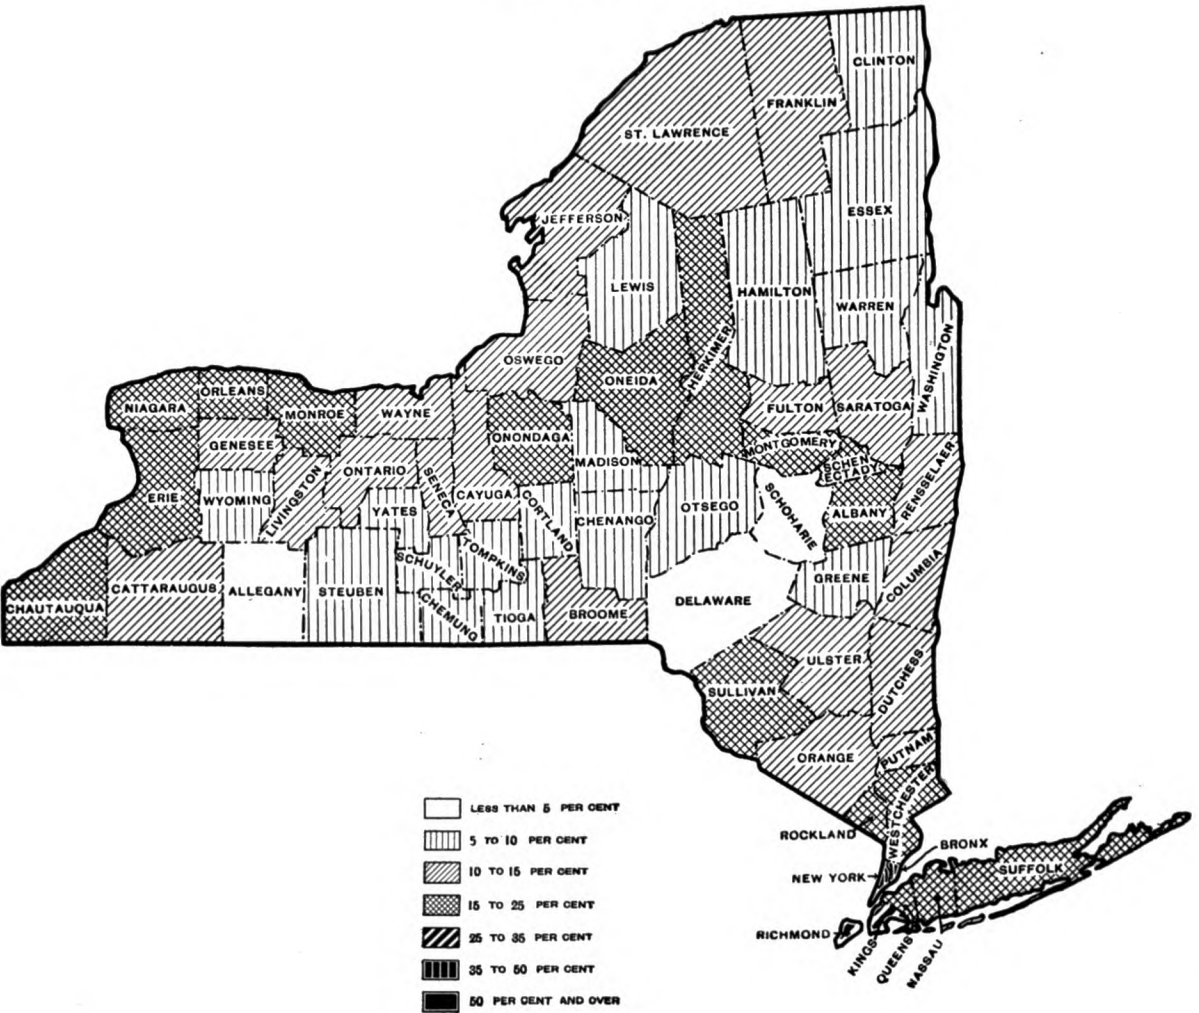 CLINTON
FRANKLIN
ST. LAWRENCE
ESSEX
JEFFERSON
LEWIS
HAMILTON
WARREN
WASHINGTON
HERKIMER
OSWEGO
ONEIDA
ORLEANS
NIAGARA
MONROE
WAYNE
FULTON
SARATOGA
GENESEE
ONONDAGA
MONTGOMERY
MADISON
SCHEN
ECTADY
ONTARIO
RENSSELAER
ERIE
WYOMING
LIVINGSTON
SENECA
CAYUGA
CORTLAND
YATES
CHENANGO
OTSEGO
SCHOHARIE
ALBANY
TOMPKINS
SCHUYLER
GREENE
COLUMBIA
CHAUTAUQUA
CATTARAUGUS
ALLEGANY
STEUBEN
CHEMUNG
TIOGA
BROOME
DELAWARE
ULSTER
DUTCHESS
SULLIVAN
ORANGE
PUTNAM
WESTCHESTER
ROCKLAND
BRONX
NEW YORK
SUFFOLK
RICHMOND
KINGS
QUEENS
NASSAU
LESS THAN 5 PER CENT
5 TO 10 PER CENT
10 TO 15 PER CENT
15 TO 25 PER CENT
25 TO 35 PER CENT
35 TO 50 PER CENT
50 PER CENT AND OVER